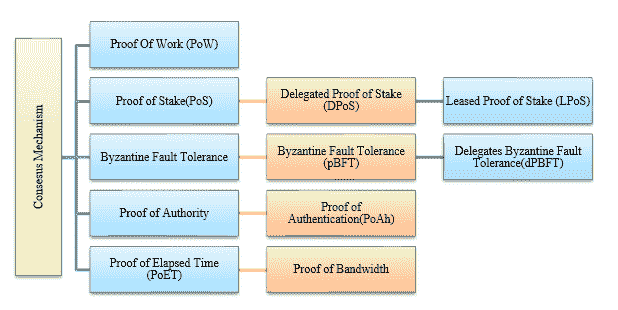 Consesus Mechanism
Proof Of Work (PoW)
Proof of Stake(PoS)
Delegated Proof of Stake
(DPoS)
Leased Proof of Stake (LPoS)
Byzantine Fault Tolerance
Byzantine Fault Tolerance
(pBFT)
Delegates Byzantine Fault
Tolerance(dPBFT)
Proof of Authority
Proof of
Authentication(PoAh)
Proof of Elapsed Time
(PoET)
Proof of Bandwidth